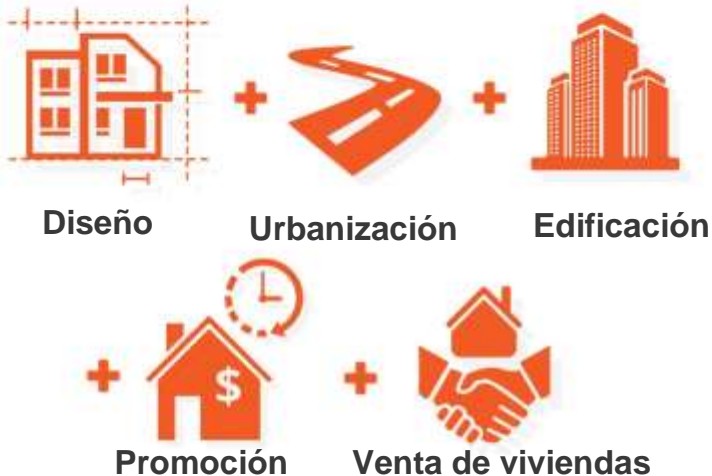 Diseño
Urbanización
Edificación
$
Promoción
Venta de viviendas